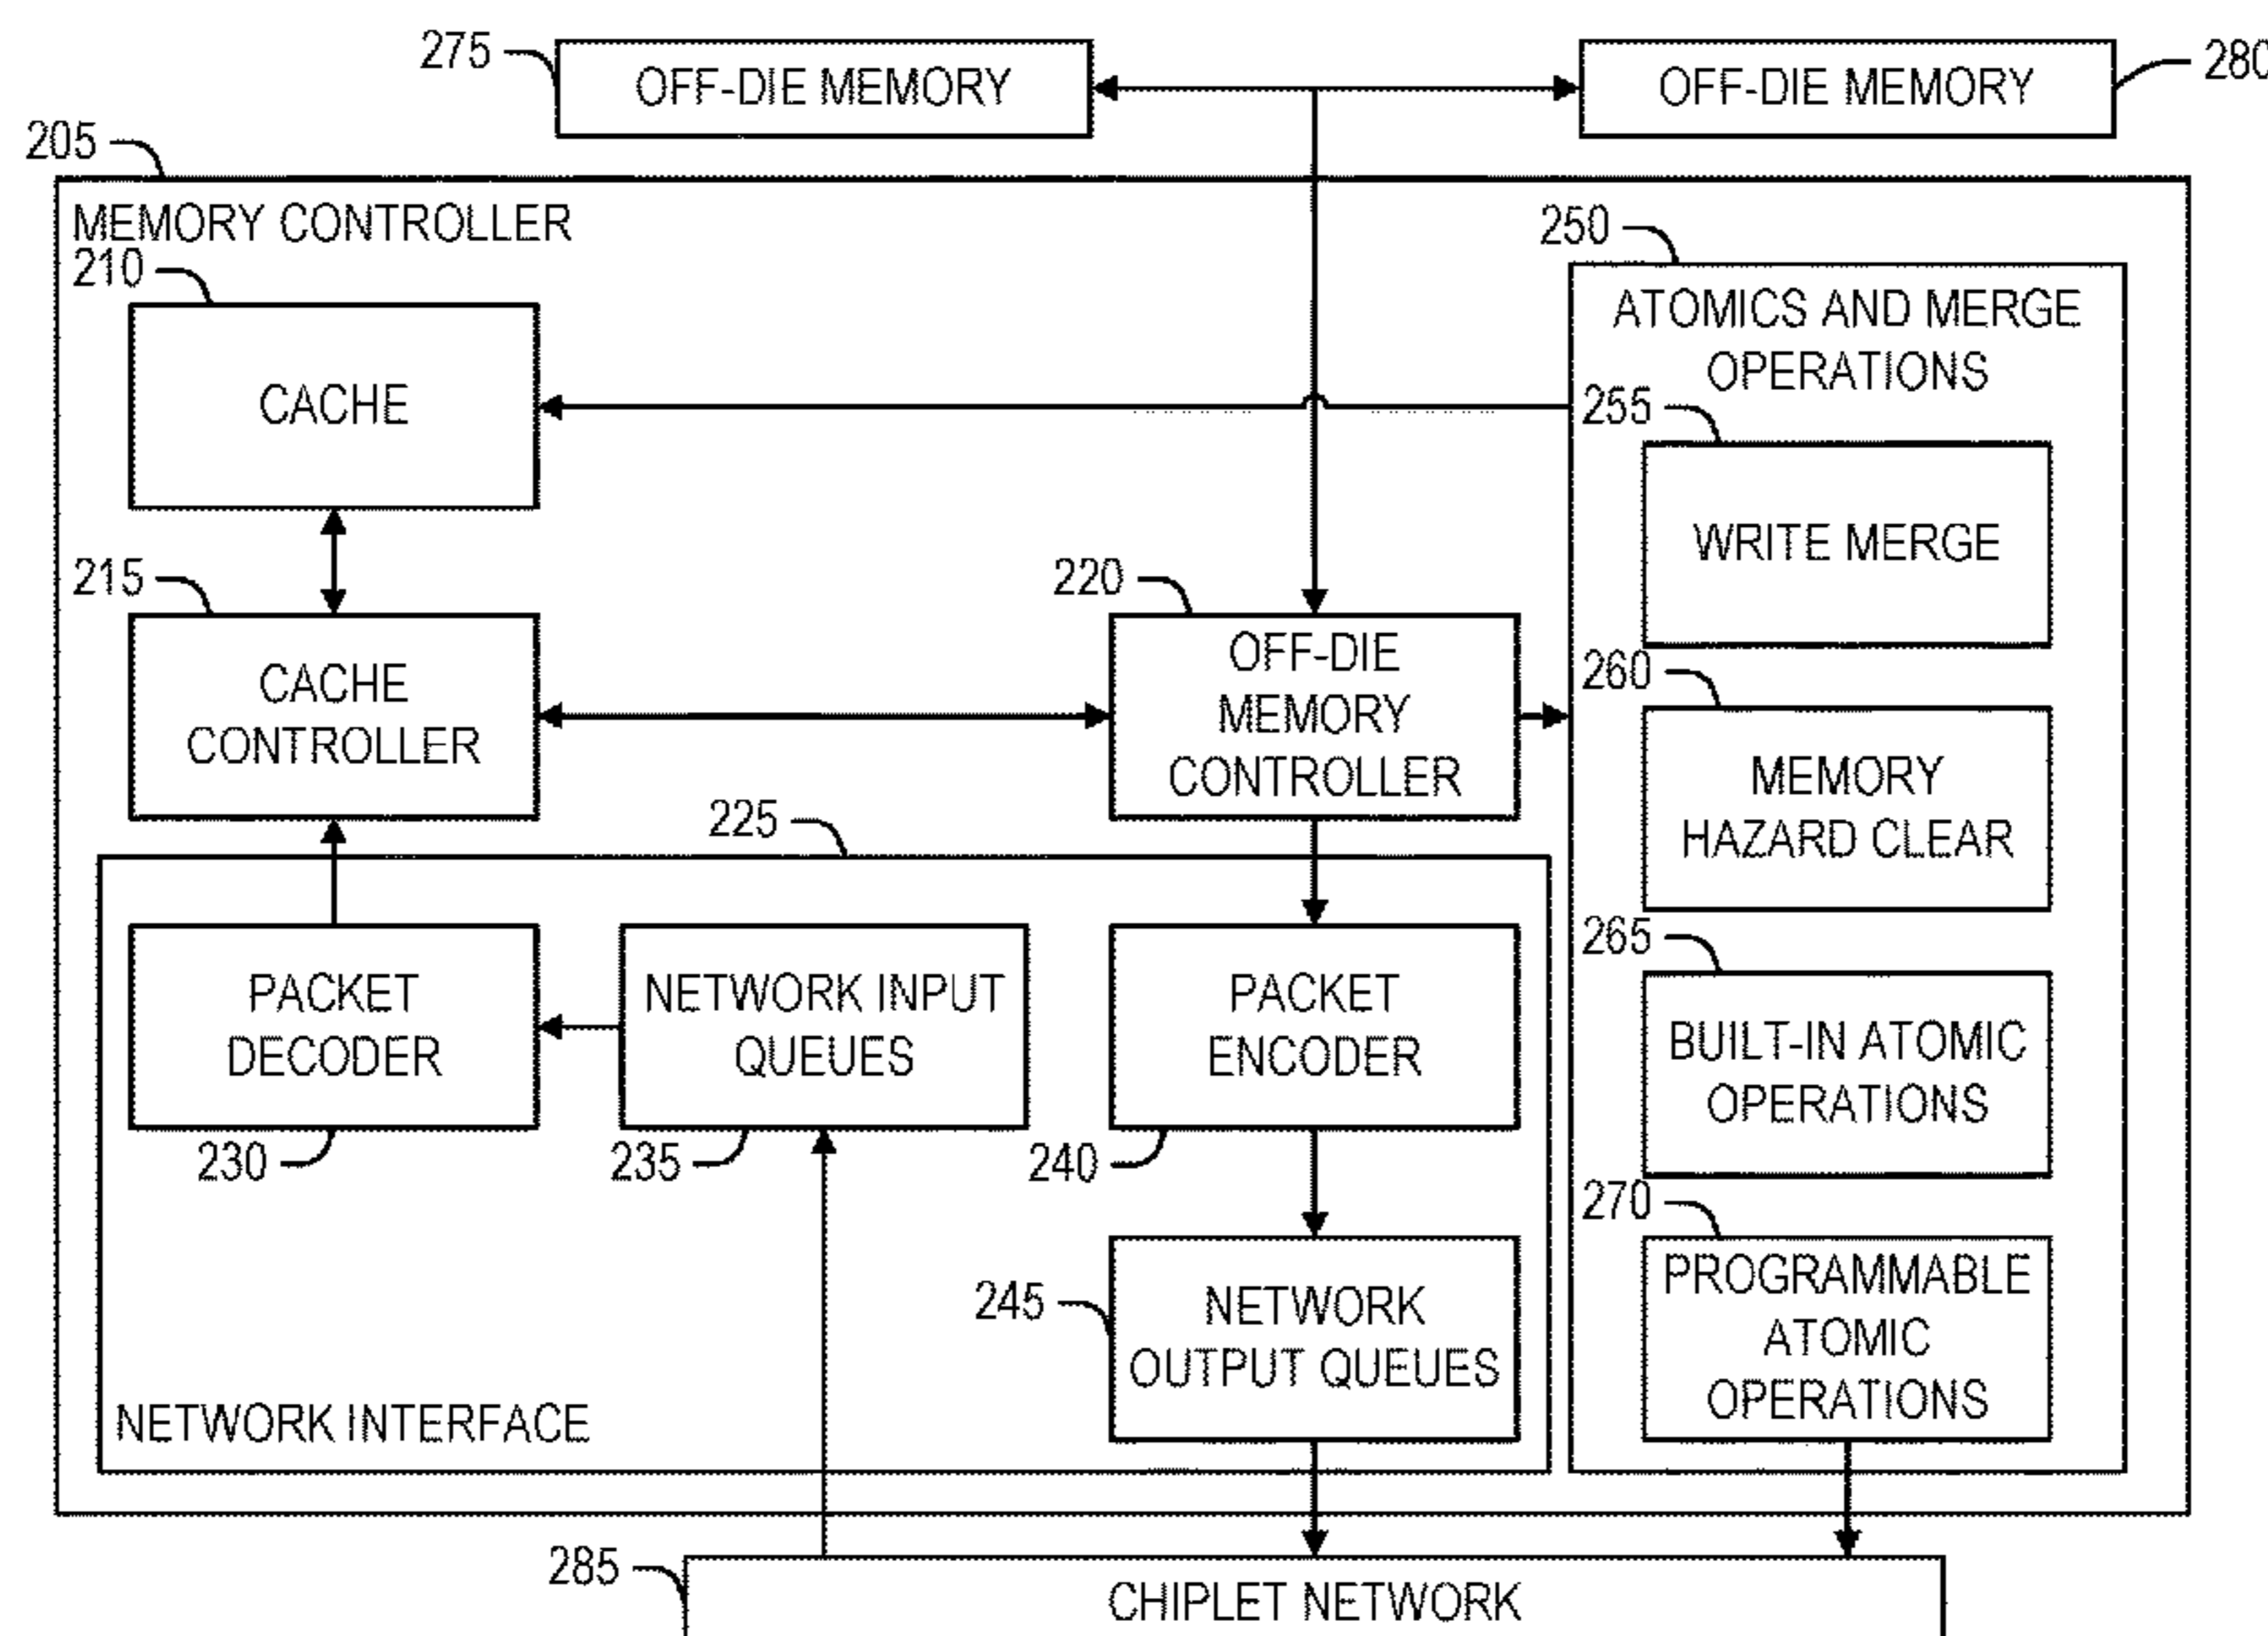 275
OFF-DIE MEMORY
OFF-DIE MEMORY
280
205
MEMORY CONTROLLER
210
CACHE
250
ATOMICS AND MERGE
OPERATIONS
255
WRITE MERGE
215
CACHE
CONTROLLER
220
OFF-DIE
MEMORY
CONTROLLER
260
MEMORY
HAZARD CLEAR
225
PACKET
DECODER
230
NETWORK INPUT
QUEUES
235
PACKET
ENCODER
240
265
BUILT-IN ATOMIC
OPERATIONS
270
PROGRAMMABLE
ATOMIC
OPERATIONS
245
NETWORK
OUTPUT QUEUES
NETWORK INTERFACE
285
CHIPLET NETWORK